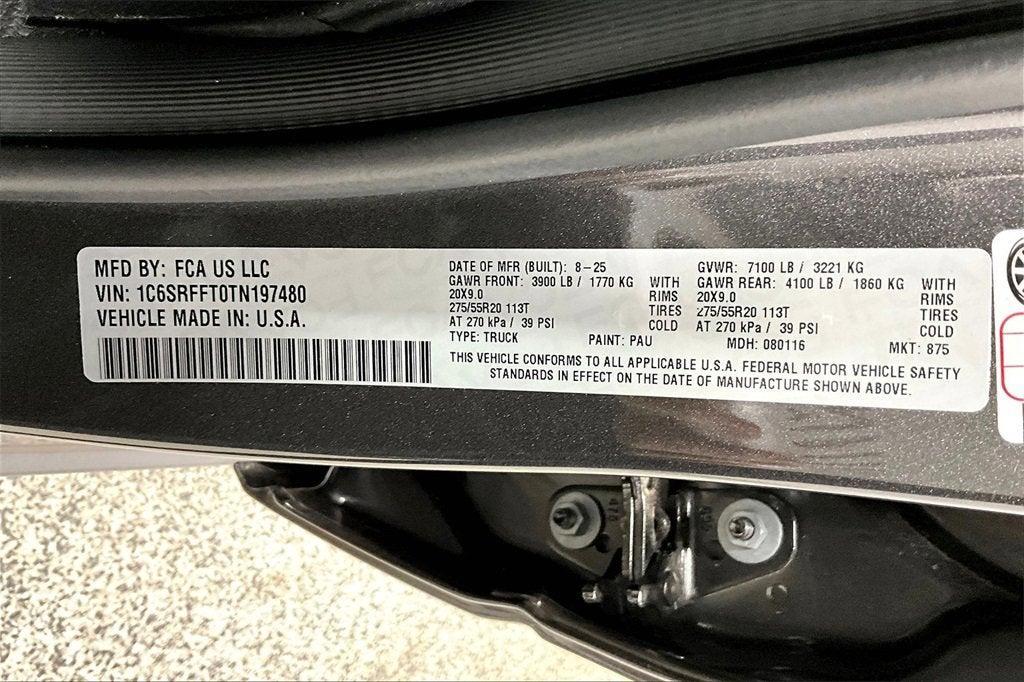 MFD BY: FCA US LLC
VIN: 1C6SRFFT0TN197480
VEHICLE MADE IN: U.S.A.
DATE OF MFR (BUILT): 8-25
GAWR FRONT: 3900 LB / 1770 KG WITH
20X9.0 RIMS
275/55R20 113T TIRES
AT 270 kPa / 39 PSI COLD
TYPE: TRUCK PAINT: PAU
GVWR: 7100 LB / 3221 KG
GAWR REAR: 4100 LB / 1860 KG WITH
20X9.0 RIMS
275/55R20 113T TIRES
AT 270 kPa / 39 PSI COLD
MDH: 080116 MKT: 875
THIS VEHICLE CONFORMS TO ALL APPLICABLE U.S.A. FEDERAL MOTOR VEHICLE SAFETY
STANDARDS IN EFFECT ON THE DATE OF MANUFACTURE SHOWN ABOVE.